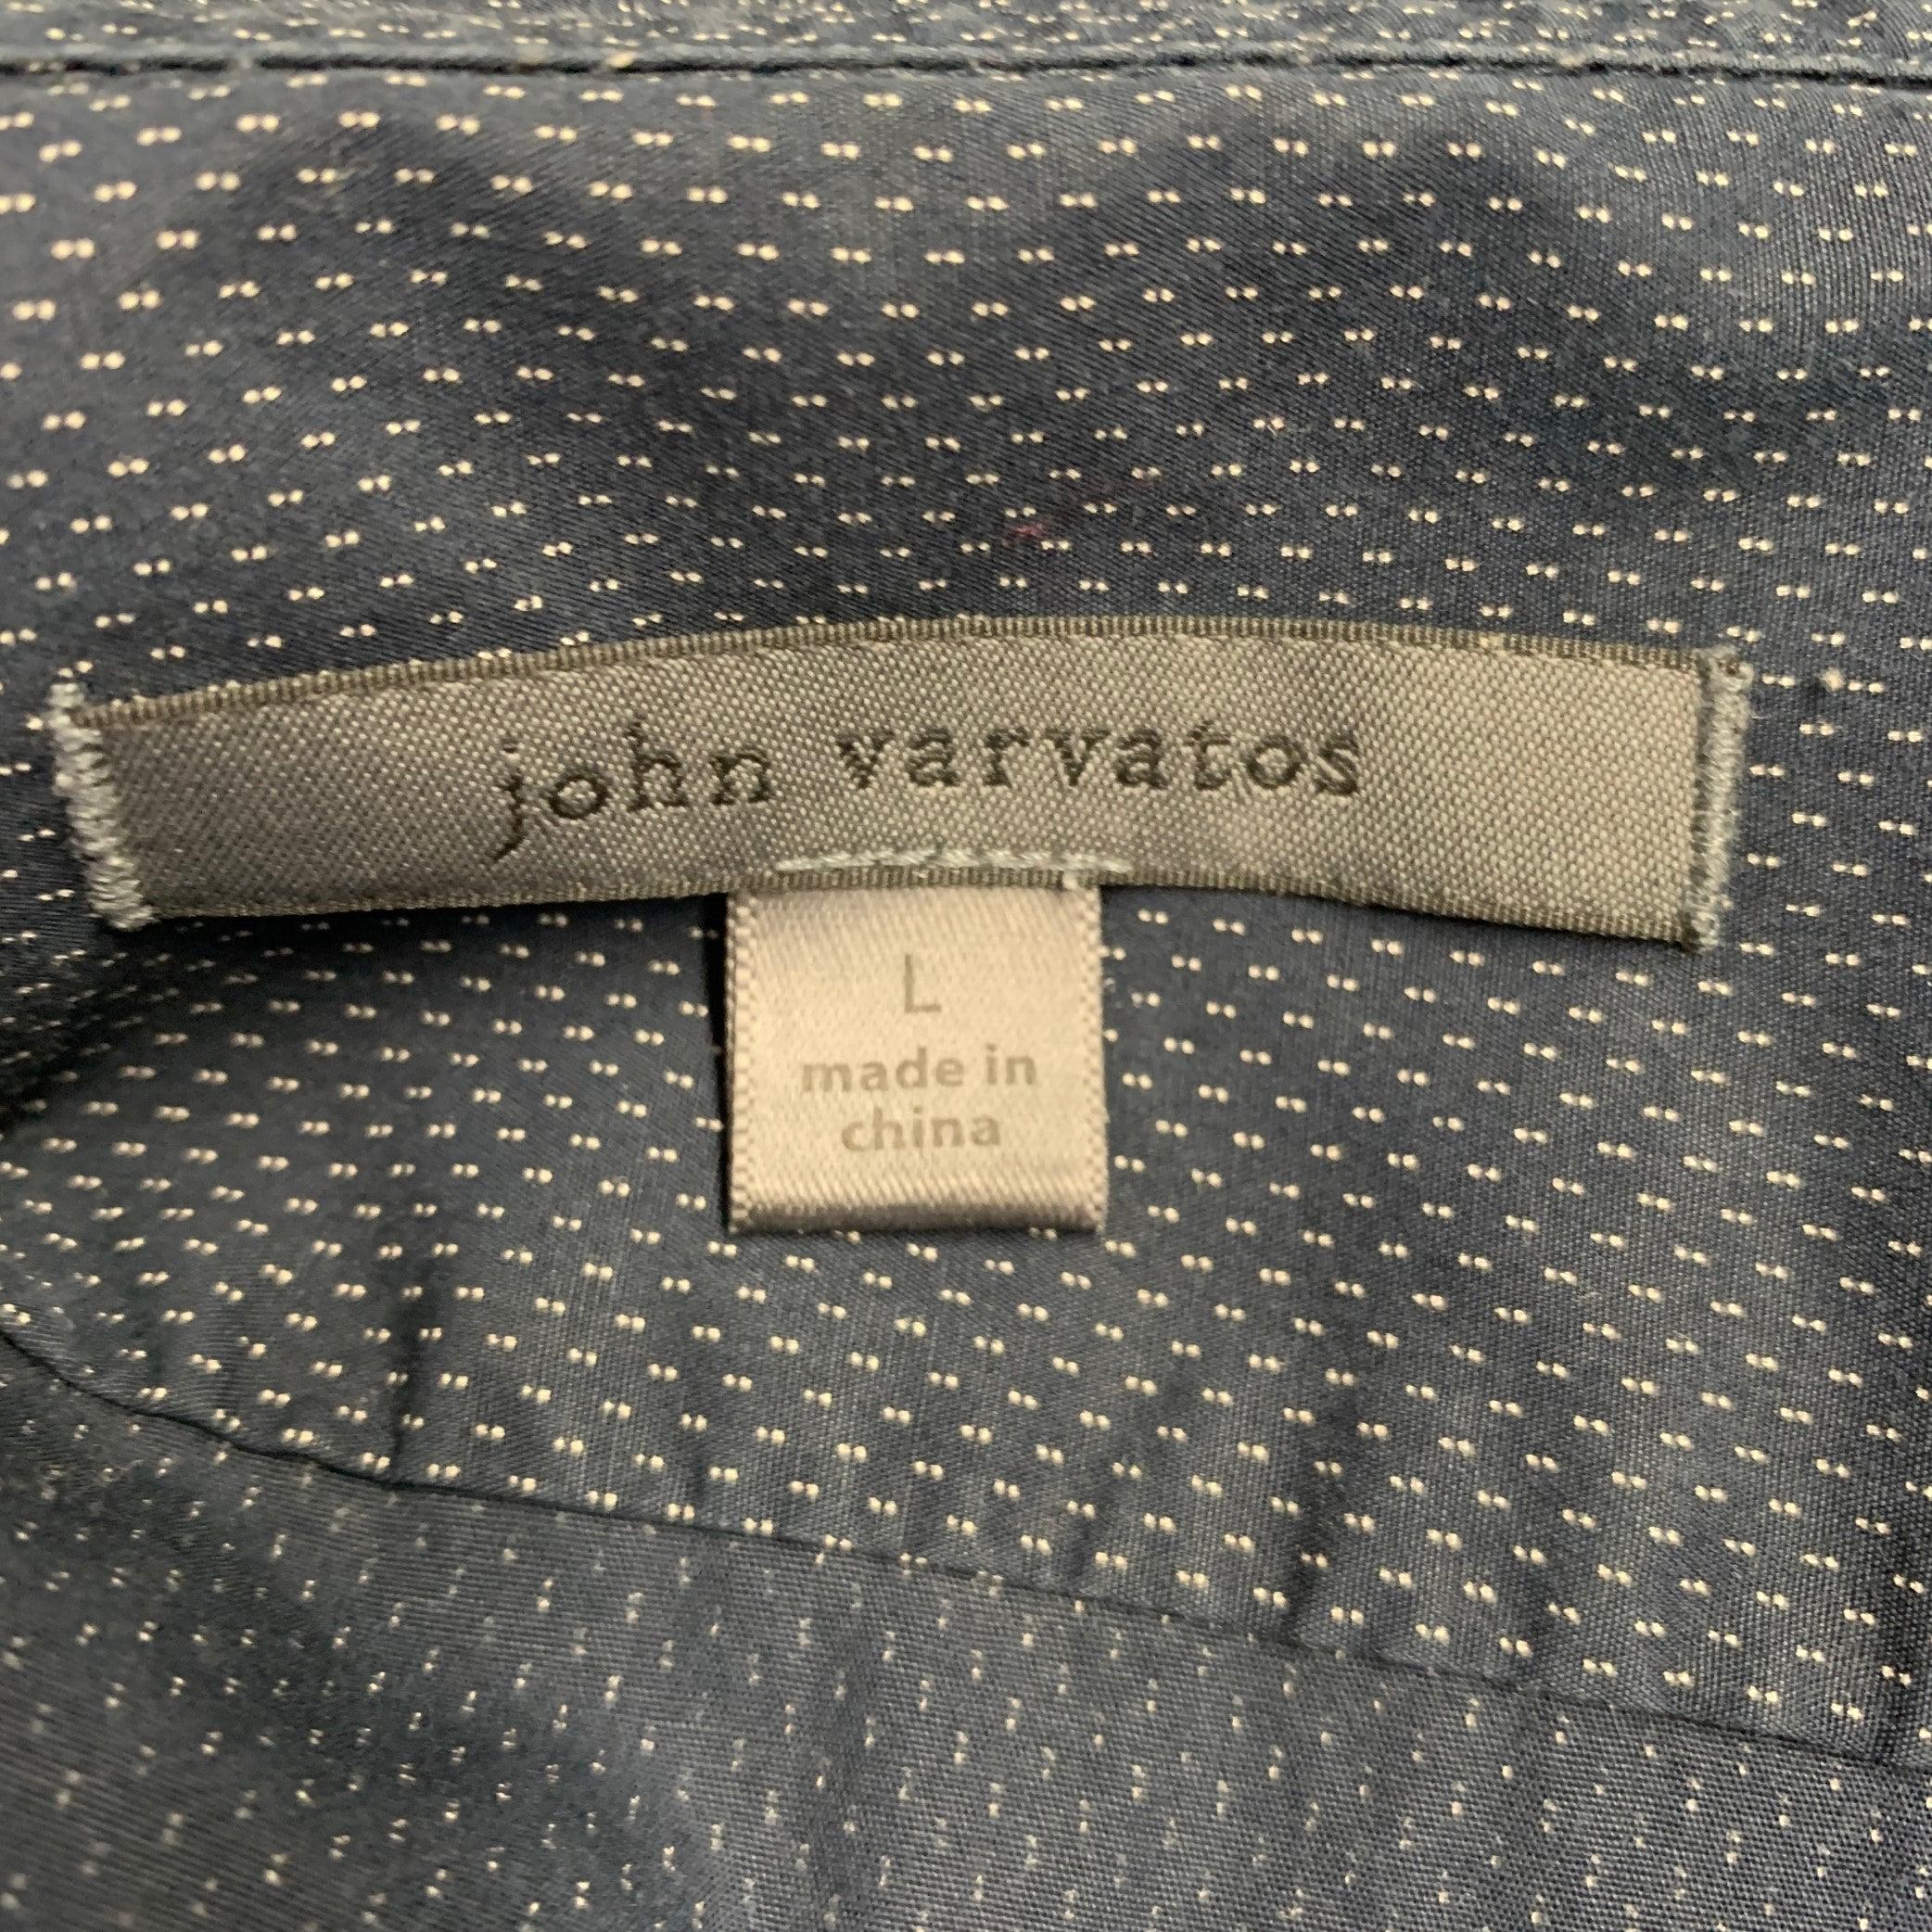 john varvatos
L
made in
china